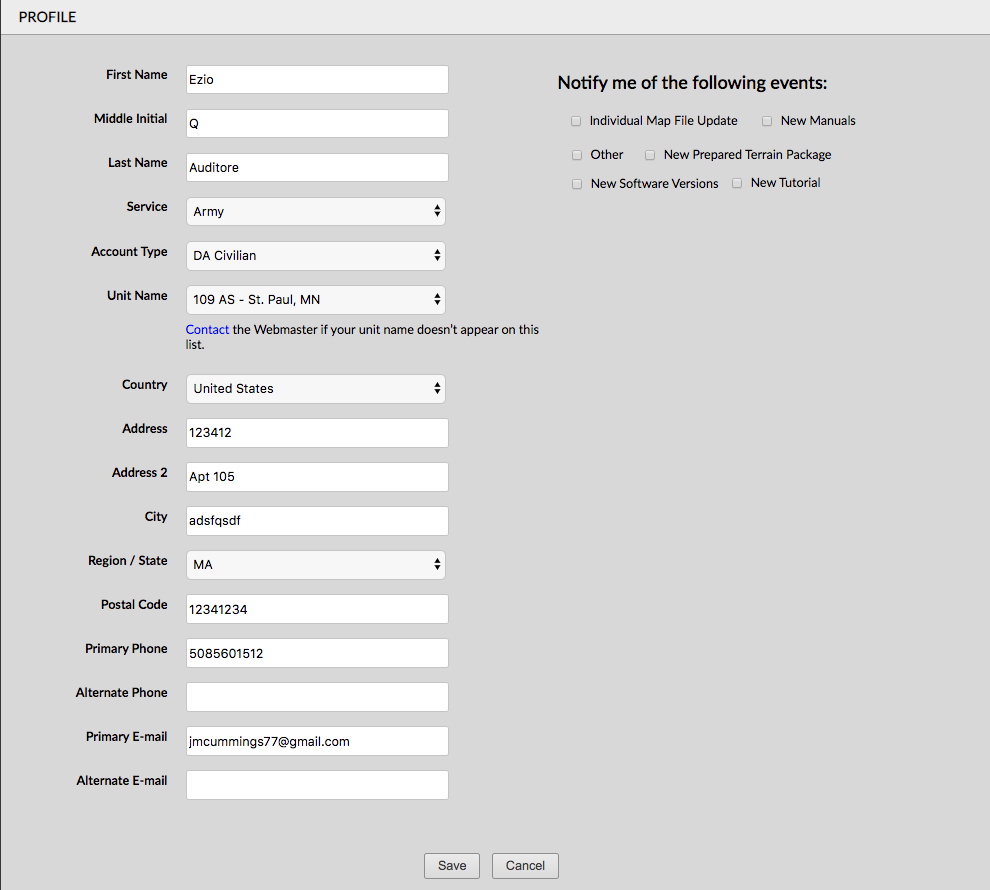 PROFILE
First Name Ezio
Middle Initial Q
Last Name Auditore
Service Army
Account Type DA Civilian
Unit Name 109 AS - St. Paul, MN
Contact the Webmaster if your unit name doesn't appear on this
list.
Country United States
Address 123412
Address 2 Apt 105
City adsfqsdf
Region / State MA
Postal Code 12341234
Primary Phone 5085601512
Alternate Phone
Primary E-mail jmcummings77@gmail.com
Alternate E-mail
Notify me of the following events:
Individual Map File Update New Manuals
Other New Prepared Terrain Package
New Software Versions New Tutorial
Save Cancel